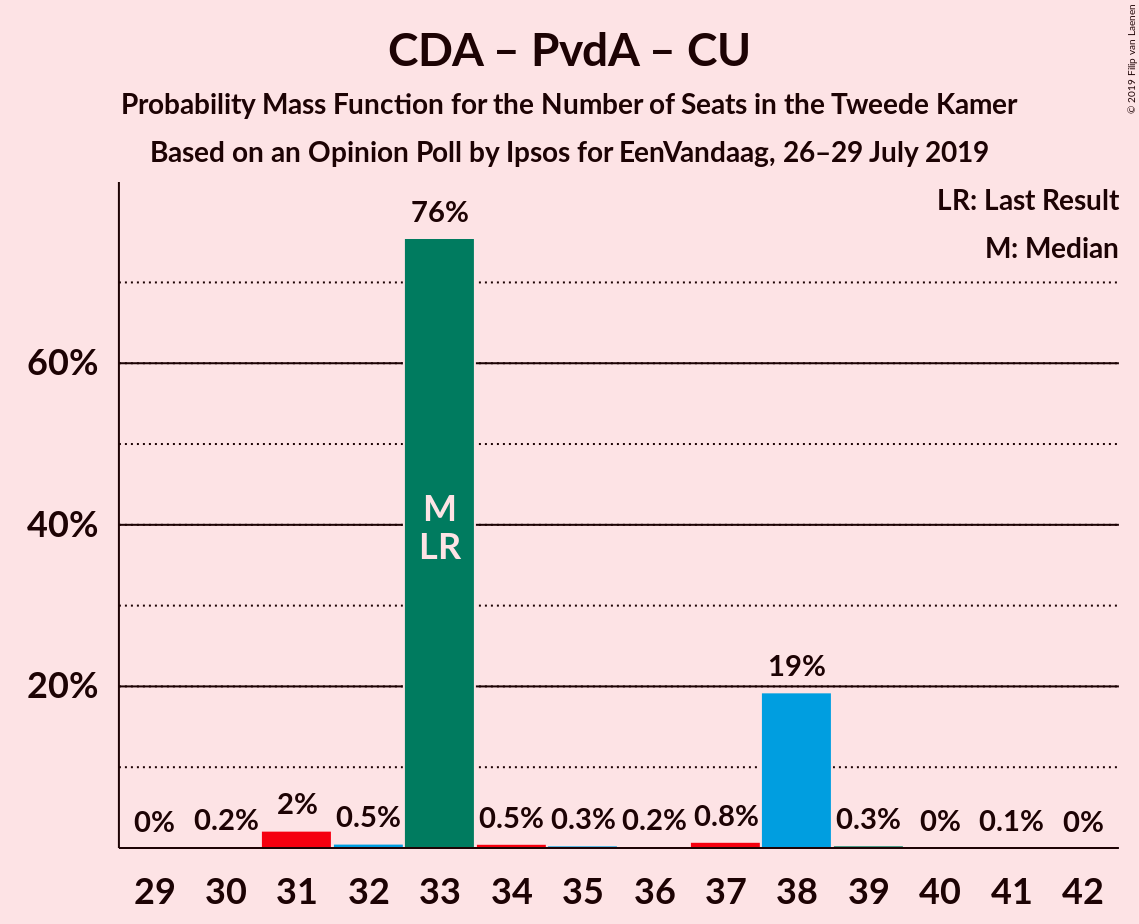 CDA – PvdA – CU
Probability Mass Function for the Number of Seats in the Tweede Kamer
Based on an Opinion Poll by Ipsos for EenVandaag, 26–29 July 2019
© 2019 Filip van Laenen
LR: Last Result
M: Median
60%
40%
20%
0%
0.2%
2%
0.5%
76%
M
LR
0.5%
0.3%
0.2%
0.8%
19%
0.3%
0%
0.1%
0%
29 30 31 32 33 34 35 36 37 38 39 40 41 42